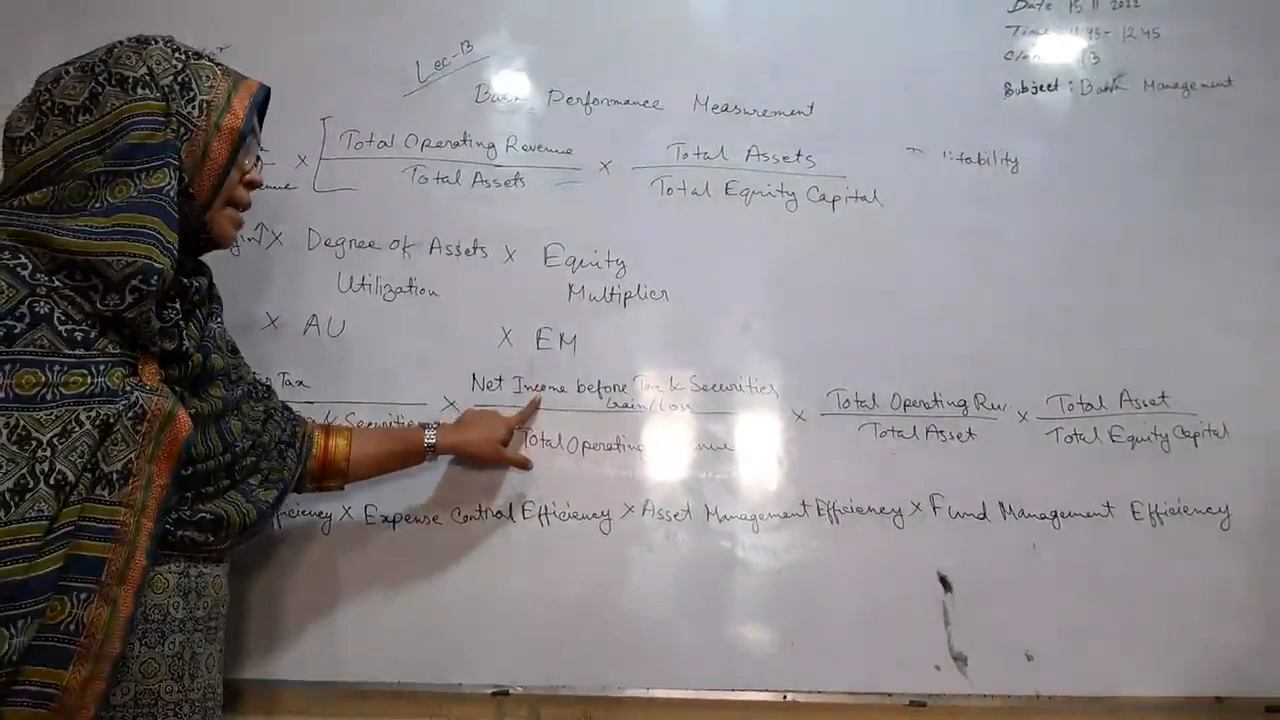 Date 15 11 2022
Time 11 45 - 12 45
B
Subject : Bank Management
Lec-B
Bank Performance Measurement
× [ Total Operating Revenue / Total Assets × Total Assets / Total Equity Capital
↑ × Degree of Assets Utilization × Equity Multiplier
× AU × EM
Tax × Net Income before Tax & Securities Gain/Loss / Total Operating × Total Operating Rev / Total Asset × Total Asset / Total Equity Capital
& Securities
× Expense Control Efficiency × Asset Management Efficiency × Fund Management Efficiency